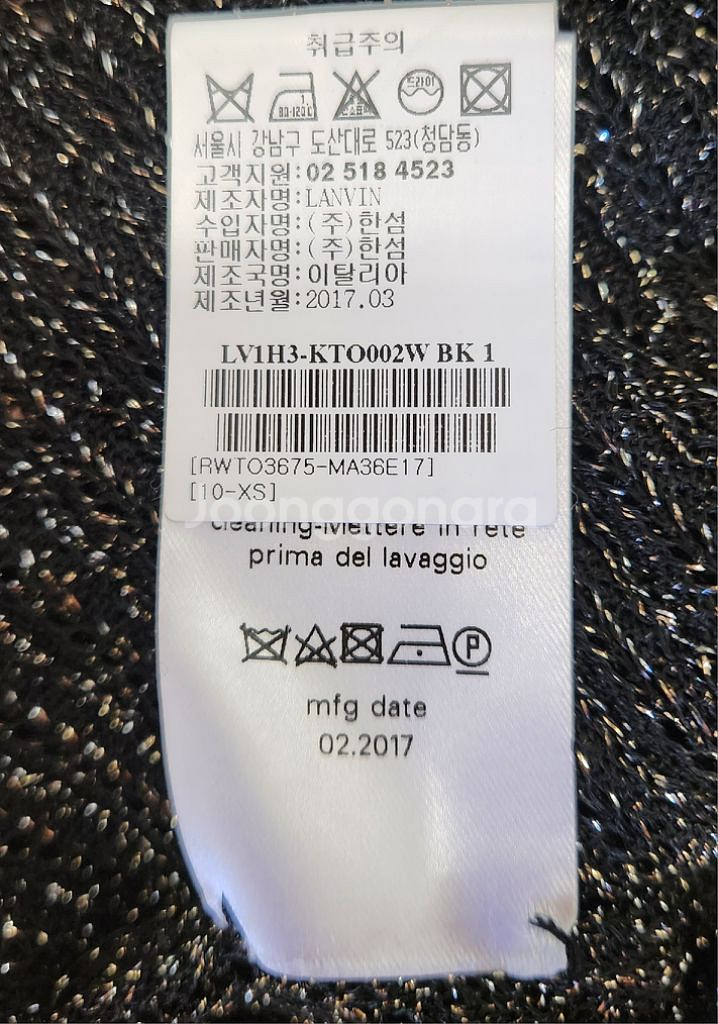 취급주의
드라이
서울시 강남구 도산대로 523(청담동)
고객지원:02 518 4523
제조자명:LANVIN
수입자명:(주)한섬
판매자명:(주)한섬
제조국명:이탈리아
제조년월:2017.03
LV1H3-KTO002W BK 1
[RWTO3675-MA36E17]
[10-XS]
Joonggonara
cleaning-Mettere in rete
prima del lavaggio
P
mfg date
02.2017